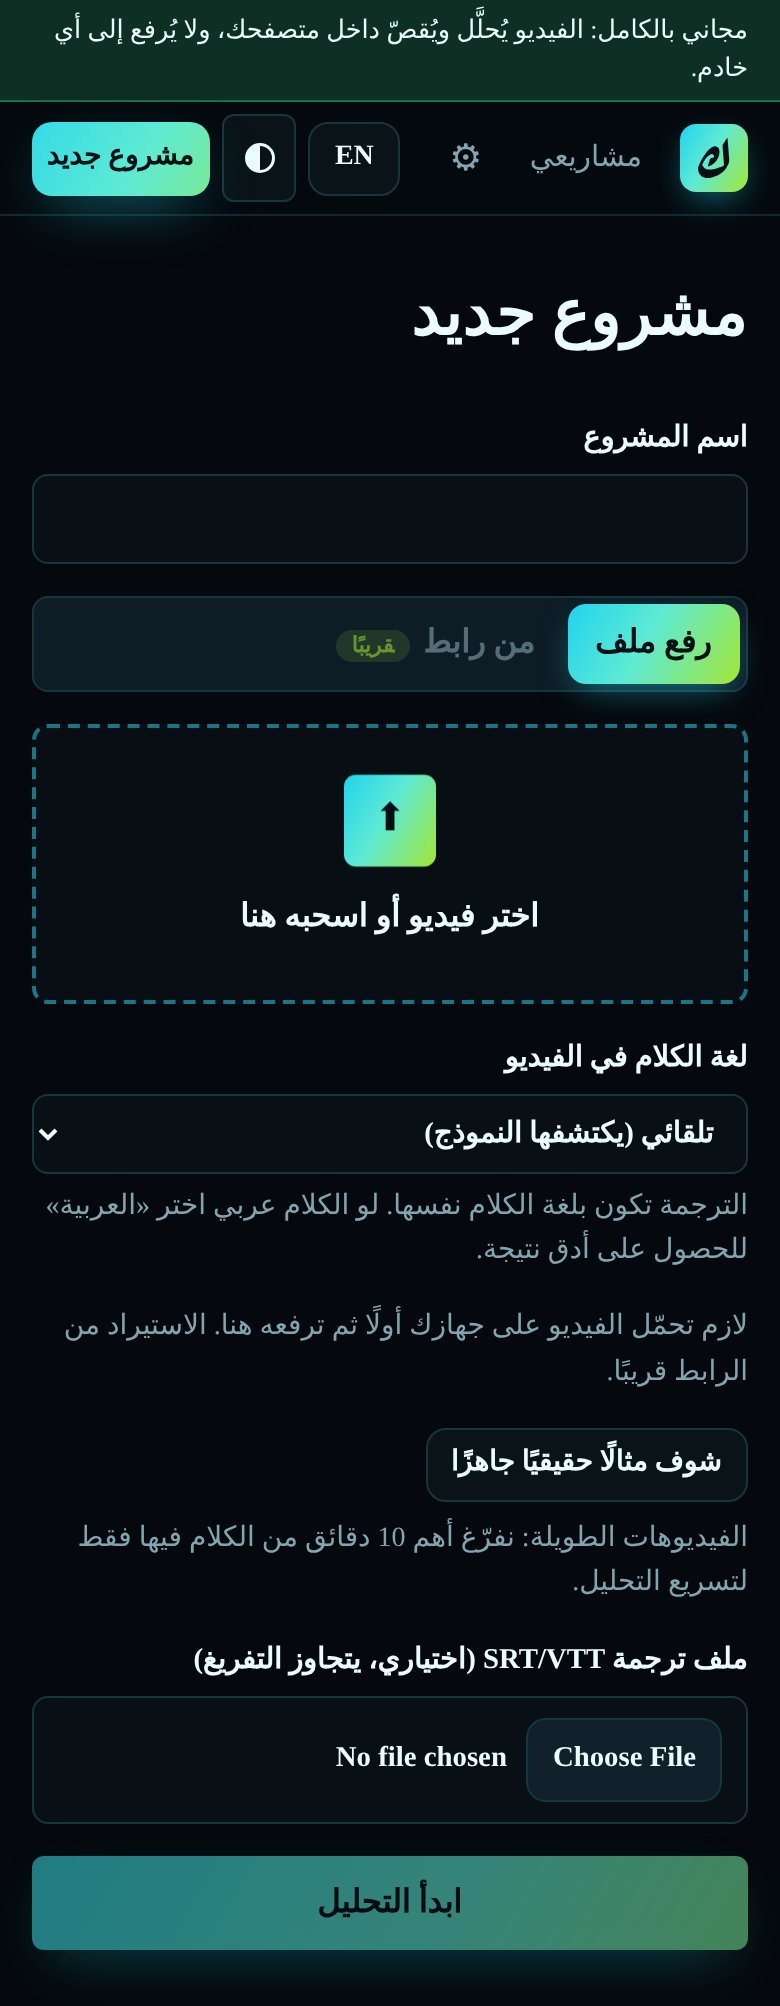 مجاني بالكامل: الفيديو يُحلَّل ويُقصّ داخل متصفحك، ولا يُرفع إلى أي
خادم.
ك
مشاريعي
EN
مشروع جديد
مشروع جديد
اسم المشروع
رفع ملف
من رابط
قريبًا
اختر فيديو أو اسحبه هنا
لغة الكلام في الفيديو
تلقائي (يكتشفها النموذج)
الترجمة تكون بلغة الكلام نفسها. لو الكلام عربي اختر «العربية»
للحصول على أدق نتيجة.
لازم تحمّل الفيديو على جهازك أولًا ثم ترفعه هنا. الاستيراد من
الرابط قريبًا.
شوف مثالًا حقيقيًا جاهزًا
الفيديوهات الطويلة: نفرّغ أهم 10 دقائق من الكلام فيها فقط
لتسريع التحليل.
ملف ترجمة SRT/VTT (اختياري، يتجاوز التفريغ)
Choose File
No file chosen
ابدأ التحليل